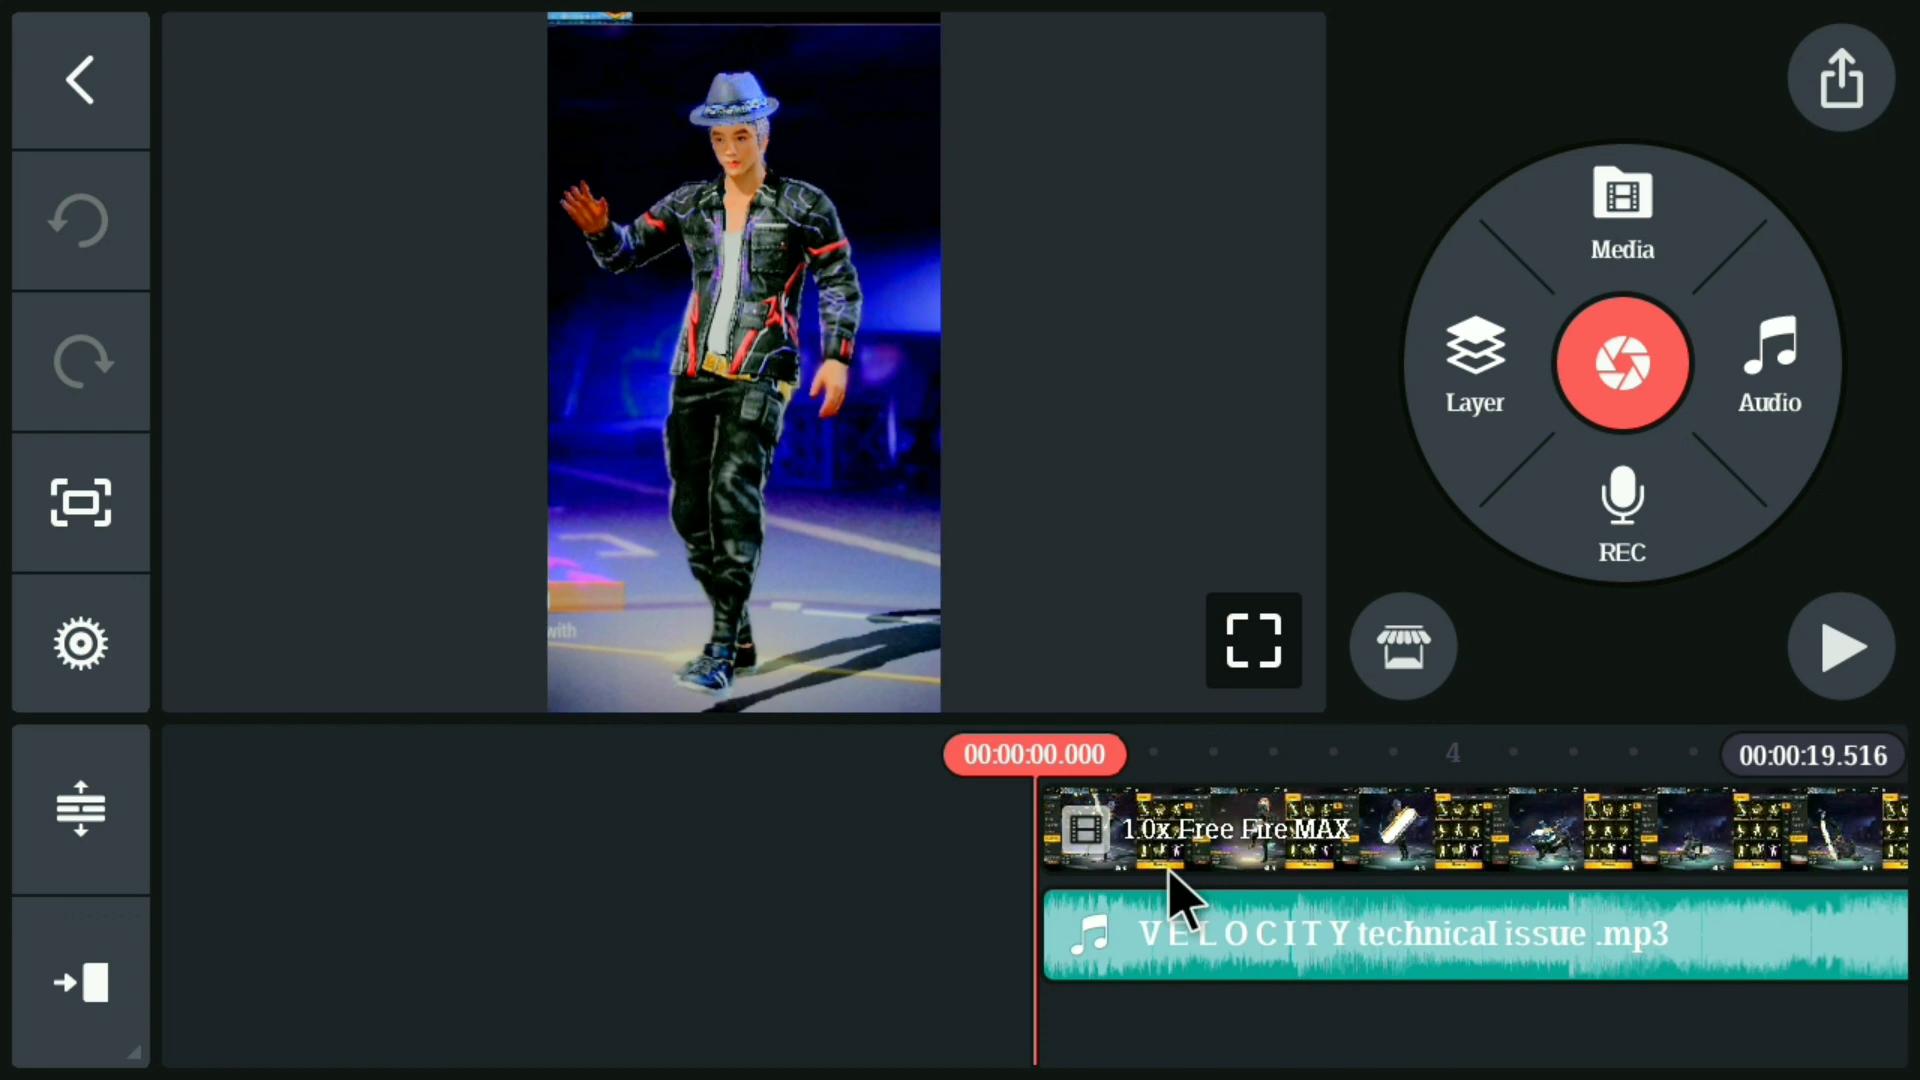 Media
Layer
Audio
REC
with
00:00:00.000
4
00:00:19.516
1.0x Free Fire MAX
V E L O C I T Y technical issue .mp3